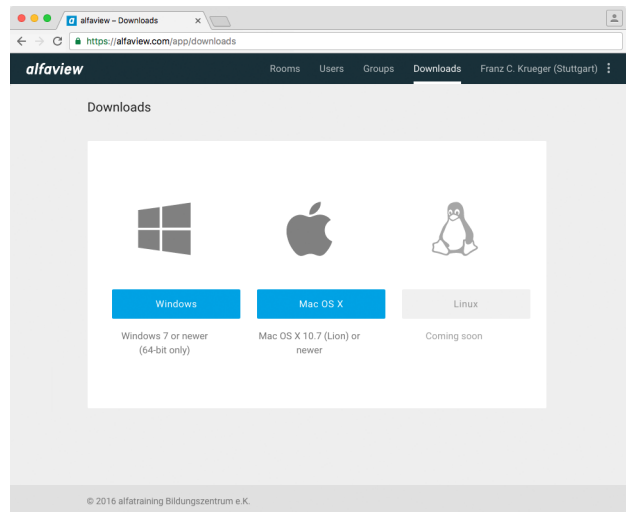 alfaview – Downloads
https://alfaview.com/app/downloads
alfaview
Rooms Users Groups Downloads Franz C. Krueger (Stuttgart)
Downloads
Windows Mac OS X Linux
Windows 7 or newer Mac OS X 10.7 (Lion) or Coming soon
(64-bit only) newer
© 2016 alfatraining Bildungszentrum e.K.